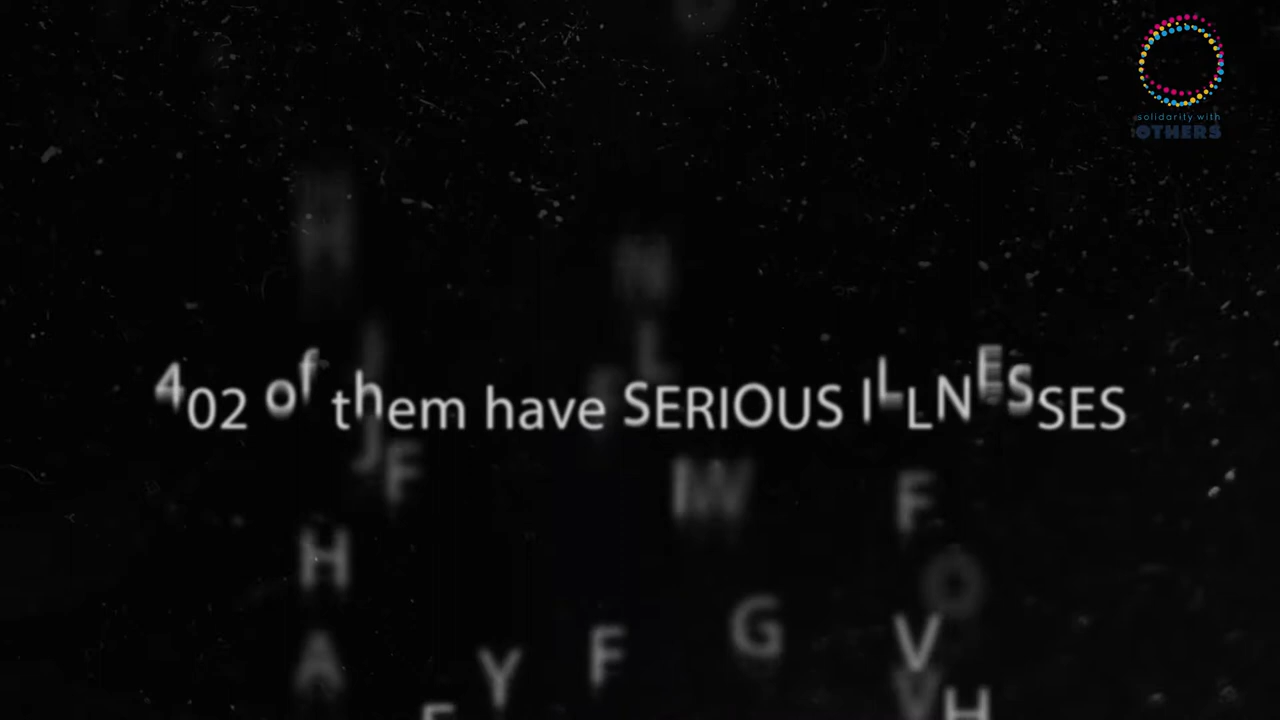 solidarity with
OTHERS
402 of them have SERIOUS ILLNESSES
F
W
F
H
O
G
F
V
A
Y
H